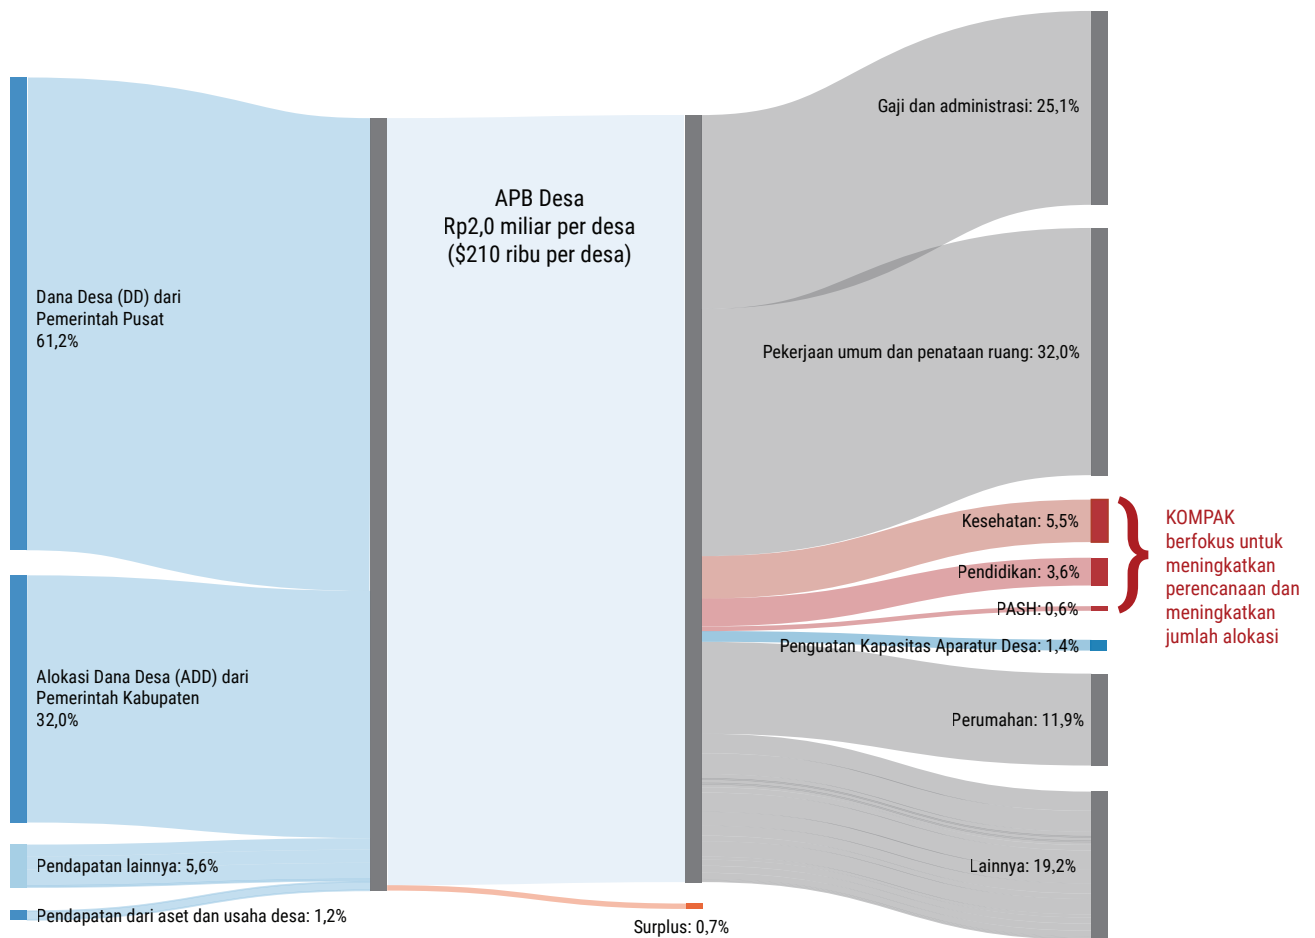 Dana Desa (DD) dari
Pemerintah Pusat
61,2%
Alokasi Dana Desa (ADD) dari
Pemerintah Kabupaten
32,0%
Pendapatan lainnya: 5,6%
Pendapatan dari aset dan usaha desa: 1,2%
APB Desa
Rp2,0 miliar per desa
($210 ribu per desa)
Surplus: 0,7%
Gaji dan administrasi: 25,1%
Pekerjaan umum dan penataan ruang: 32,0%
Kesehatan: 5,5%
Pendidikan: 3,6%
PASH: 0,6%
Penguatan Kapasitas Aparatur Desa: 1,4%
Perumahan: 11,9%
Lainnya: 19,2%
KOMPAK
berfokus untuk
meningkatkan
perencanaan dan
meningkatkan
jumlah alokasi